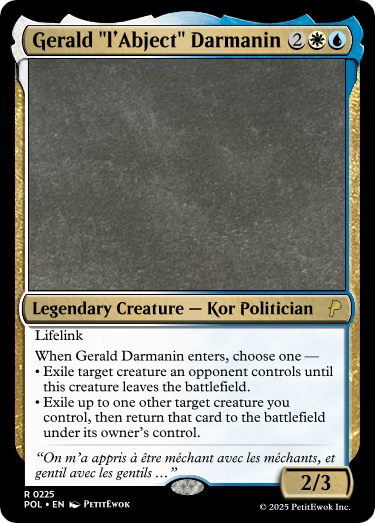 Gerald "l'Abject" Darmanin 2
Legendary Creature — Kor Politician
Lifelink
When Gerald Darmanin enters, choose one —
• Exile target creature an opponent controls until
this creature leaves the battlefield.
• Exile up to one other target creature you
control, then return that card to the battlefield
under its owner's control.
“On m'a appris à être méchant avec les méchants, et
gentil avec les gentils …”
2/3
R 0225
POL • EN PetitEwok
© 2025 PetitEwok Inc.